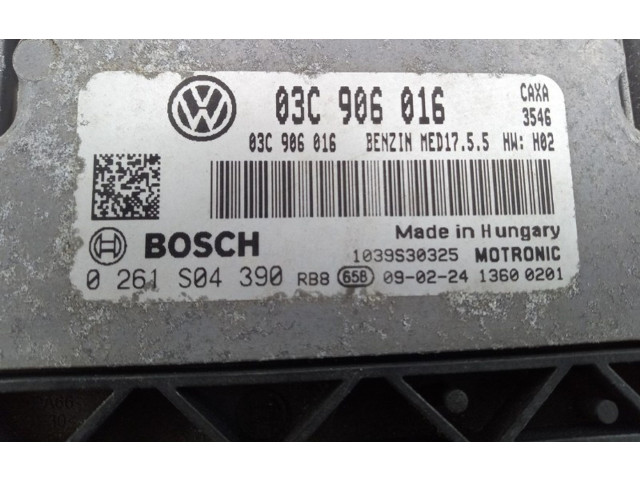 03C 906 016 CAXA
3546
03C 906 016 BENZIN MED17.5.5 HW: H02
Made in Hungary
BOSCH 1039S30325 MOTRONIC
0 261 S04 390 RB8 65B 09-02-24 1360 0201